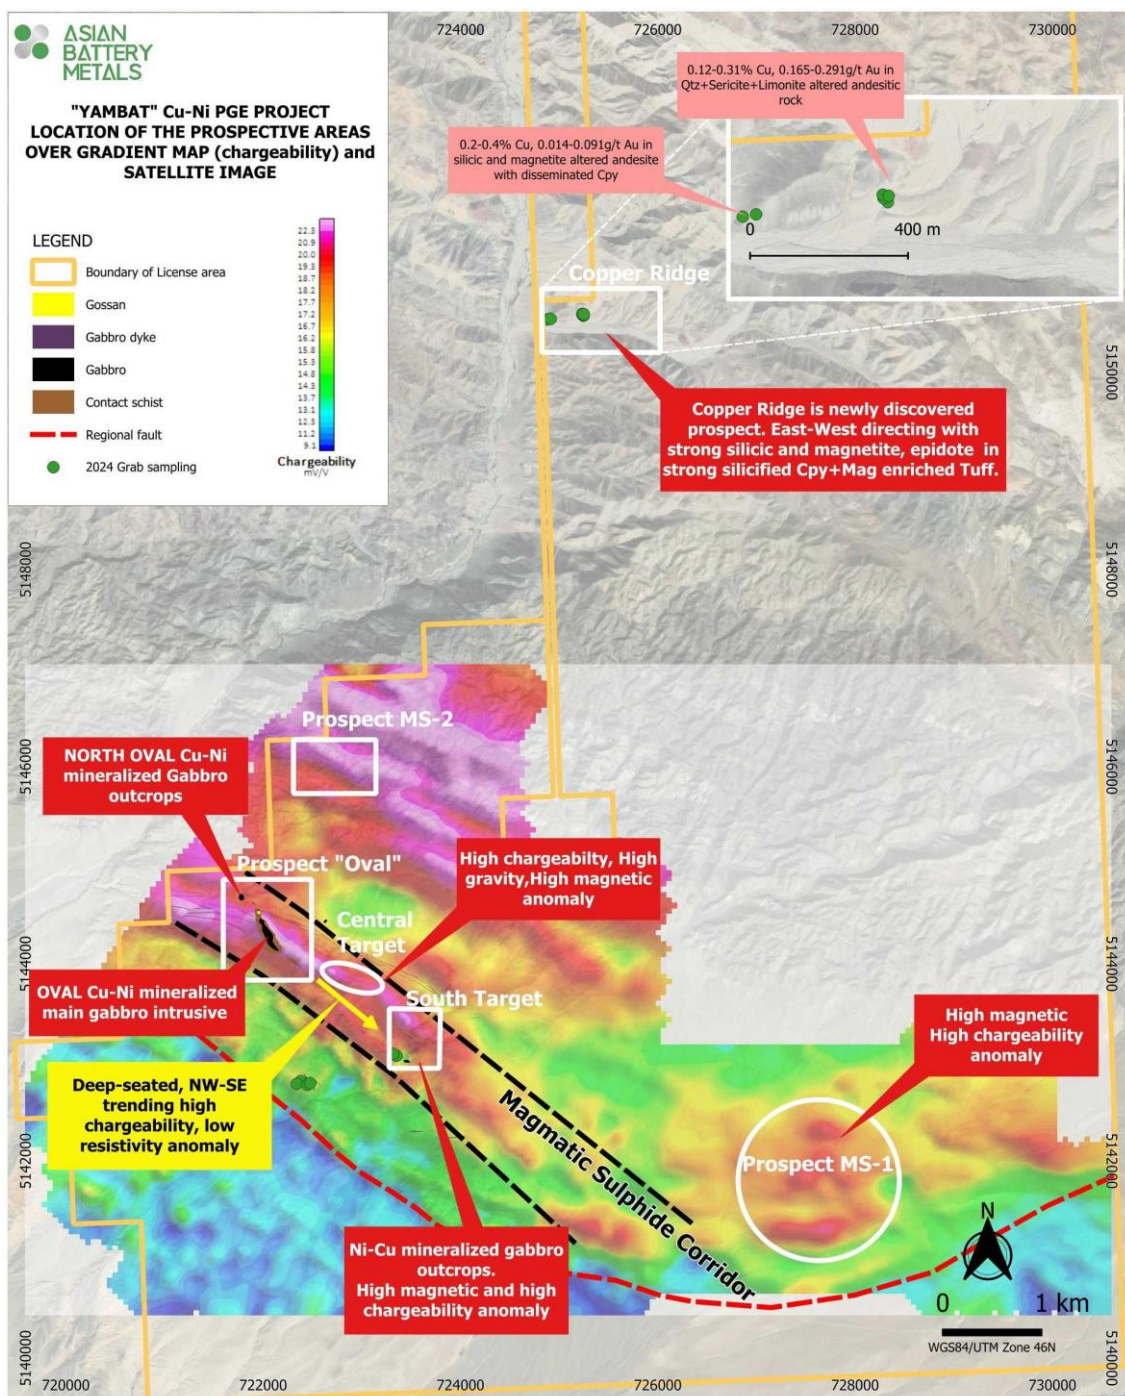 ASIAN
BATTERY
METALS
"YAMBAT" Cu-Ni PGE PROJECT
LOCATION OF THE PROSPECTIVE AREAS
OVER GRADIENT MAP (chargeability) and
SATELLITE IMAGE
LEGEND
Boundary of License area
Gossan
Gabbro dyke
Gabbro
Contact schist
Regional fault
2024 Grab sampling
22.3
20.9
20.0
19.3
18.7
18.2
17.7
17.2
16.7
16.2
15.8
15.3
14.8
14.3
13.7
13.1
12.3
11.2
9.1
Chargeability
mV/V
724000
726000
728000
730000
0.12-0.31% Cu, 0.165-0.291g/t Au in
Qtz+Sericite+Limonite altered andesitic
rock
0.2-0.4% Cu, 0.014-0.091g/t Au in
silicic and magnetite altered andesite
with disseminated Cpy
0
400 m
Copper Ridge
5150000
Copper Ridge is newly discovered
prospect. East-West directing with
strong silicic and magnetite, epidote in
strong silicified Cpy+Mag enriched Tuff.
5148000
5148000
Prospect MS-2
NORTH OVAL Cu-Ni
mineralized Gabbro
outcrops
5146000
5146000
Prospect "Oval"
High chargeabilty, High
gravity,High magnetic
anomaly
Central
Target
5144000
5144000
OVAL Cu-Ni mineralized
main gabbro intrusive
South Target
High magnetic
High chargeability
anomaly
Deep-seated, NW-SE
trending high
chargeability, low
resistivity anomaly
Magmatic Sulphide Corridor
Prospect MS-1
5142000
5142000
Ni-Cu mineralized gabbro
outcrops.
High magnetic and high
chargeability anomaly
N
0
1 km
WGS84/UTM Zone 46N
5140000
5140000
720000
722000
724000
726000
728000
730000